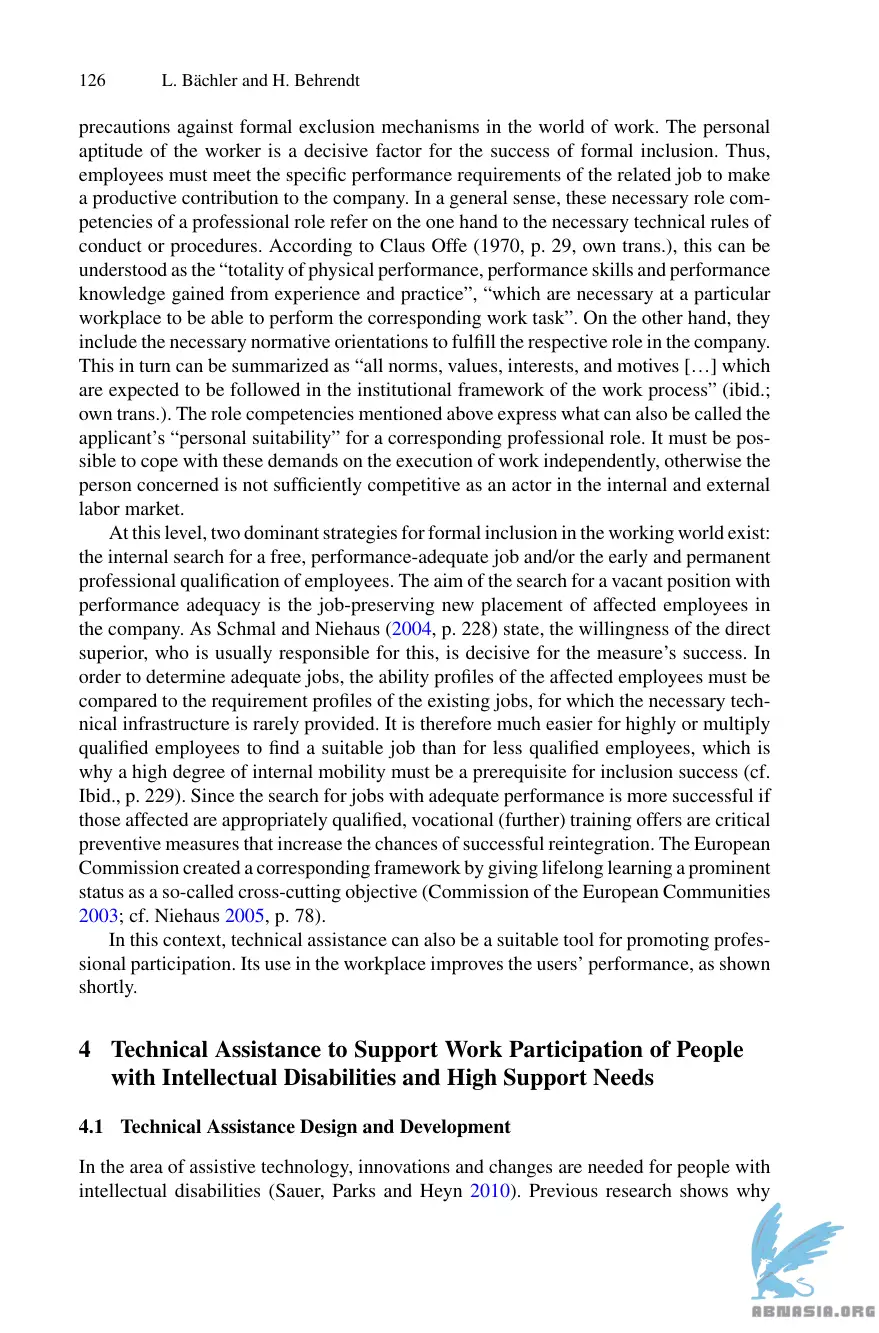 126 L. Bächler and H. Behrendt
precautions against formal exclusion mechanisms in the world of work. The personal
aptitude of the worker is a decisive factor for the success of formal inclusion. Thus,
employees must meet the specific performance requirements of the related job to make
a productive contribution to the company. In a general sense, these necessary role com-
petencies of a professional role refer on the one hand to the necessary technical rules of
conduct or procedures. According to Claus Offe (1970, p. 29, own trans.), this can be
understood as the “totality of physical performance, performance skills and performance
knowledge gained from experience and practice”, “which are necessary at a particular
workplace to be able to perform the corresponding work task”. On the other hand, they
include the necessary normative orientations to fulfill the respective role in the company.
This in turn can be summarized as “all norms, values, interests, and motives […] which
are expected to be followed in the institutional framework of the work process” (ibid.;
own trans.). The role competencies mentioned above express what can also be called the
applicant’s “personal suitability” for a corresponding professional role. It must be pos-
sible to cope with these demands on the execution of work independently, otherwise the
person concerned is not sufficiently competitive as an actor in the internal and external
labor market.
At this level, two dominant strategies for formal inclusion in the working world exist:
the internal search for a free, performance-adequate job and/or the early and permanent
professional qualification of employees. The aim of the search for a vacant position with
performance adequacy is the job-preserving new placement of affected employees in
the company. As Schmal and Niehaus (2004, p. 228) state, the willingness of the direct
superior, who is usually responsible for this, is decisive for the measure’s success. In
order to determine adequate jobs, the ability profiles of the affected employees must be
compared to the requirement profiles of the existing jobs, for which the necessary tech-
nical infrastructure is rarely provided. It is therefore much easier for highly or multiply
qualified employees to find a suitable job than for less qualified employees, which is
why a high degree of internal mobility must be a prerequisite for inclusion success (cf.
Ibid., p. 229). Since the search for jobs with adequate performance is more successful if
those affected are appropriately qualified, vocational (further) training offers are critical
preventive measures that increase the chances of successful reintegration. The European
Commission created a corresponding framework by giving lifelong learning a prominent
status as a so-called cross-cutting objective (Commission of the European Communities
2003; cf. Niehaus 2005, p. 78).
In this context, technical assistance can also be a suitable tool for promoting profes-
sional participation. Its use in the workplace improves the users’ performance, as shown
shortly.
4 Technical Assistance to Support Work Participation of People
with Intellectual Disabilities and High Support Needs
4.1 Technical Assistance Design and Development
In the area of assistive technology, innovations and changes are needed for people with
intellectual disabilities (Sauer, Parks and Heyn 2010). Previous research shows why
ABNASIA.ORG